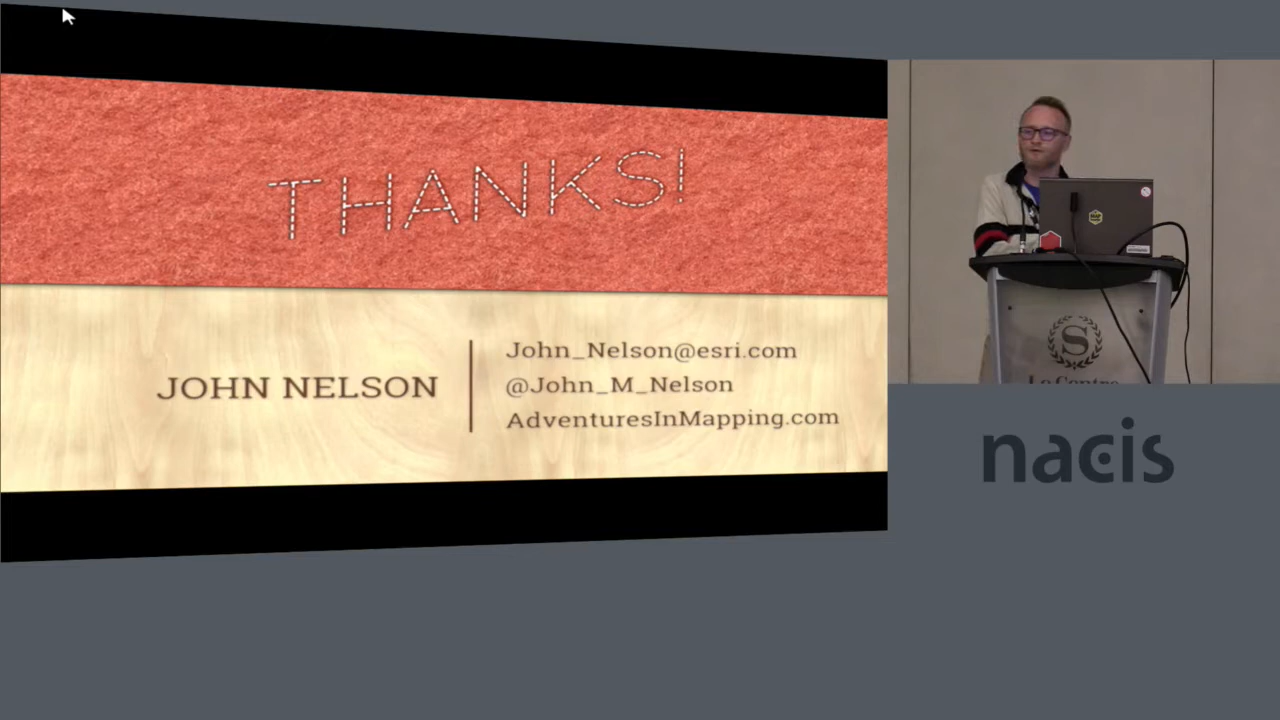 THANKS!
JOHN NELSON
John_Nelson@esri.com
@John_M_Nelson
AdventuresInMapping.com
S
nacis